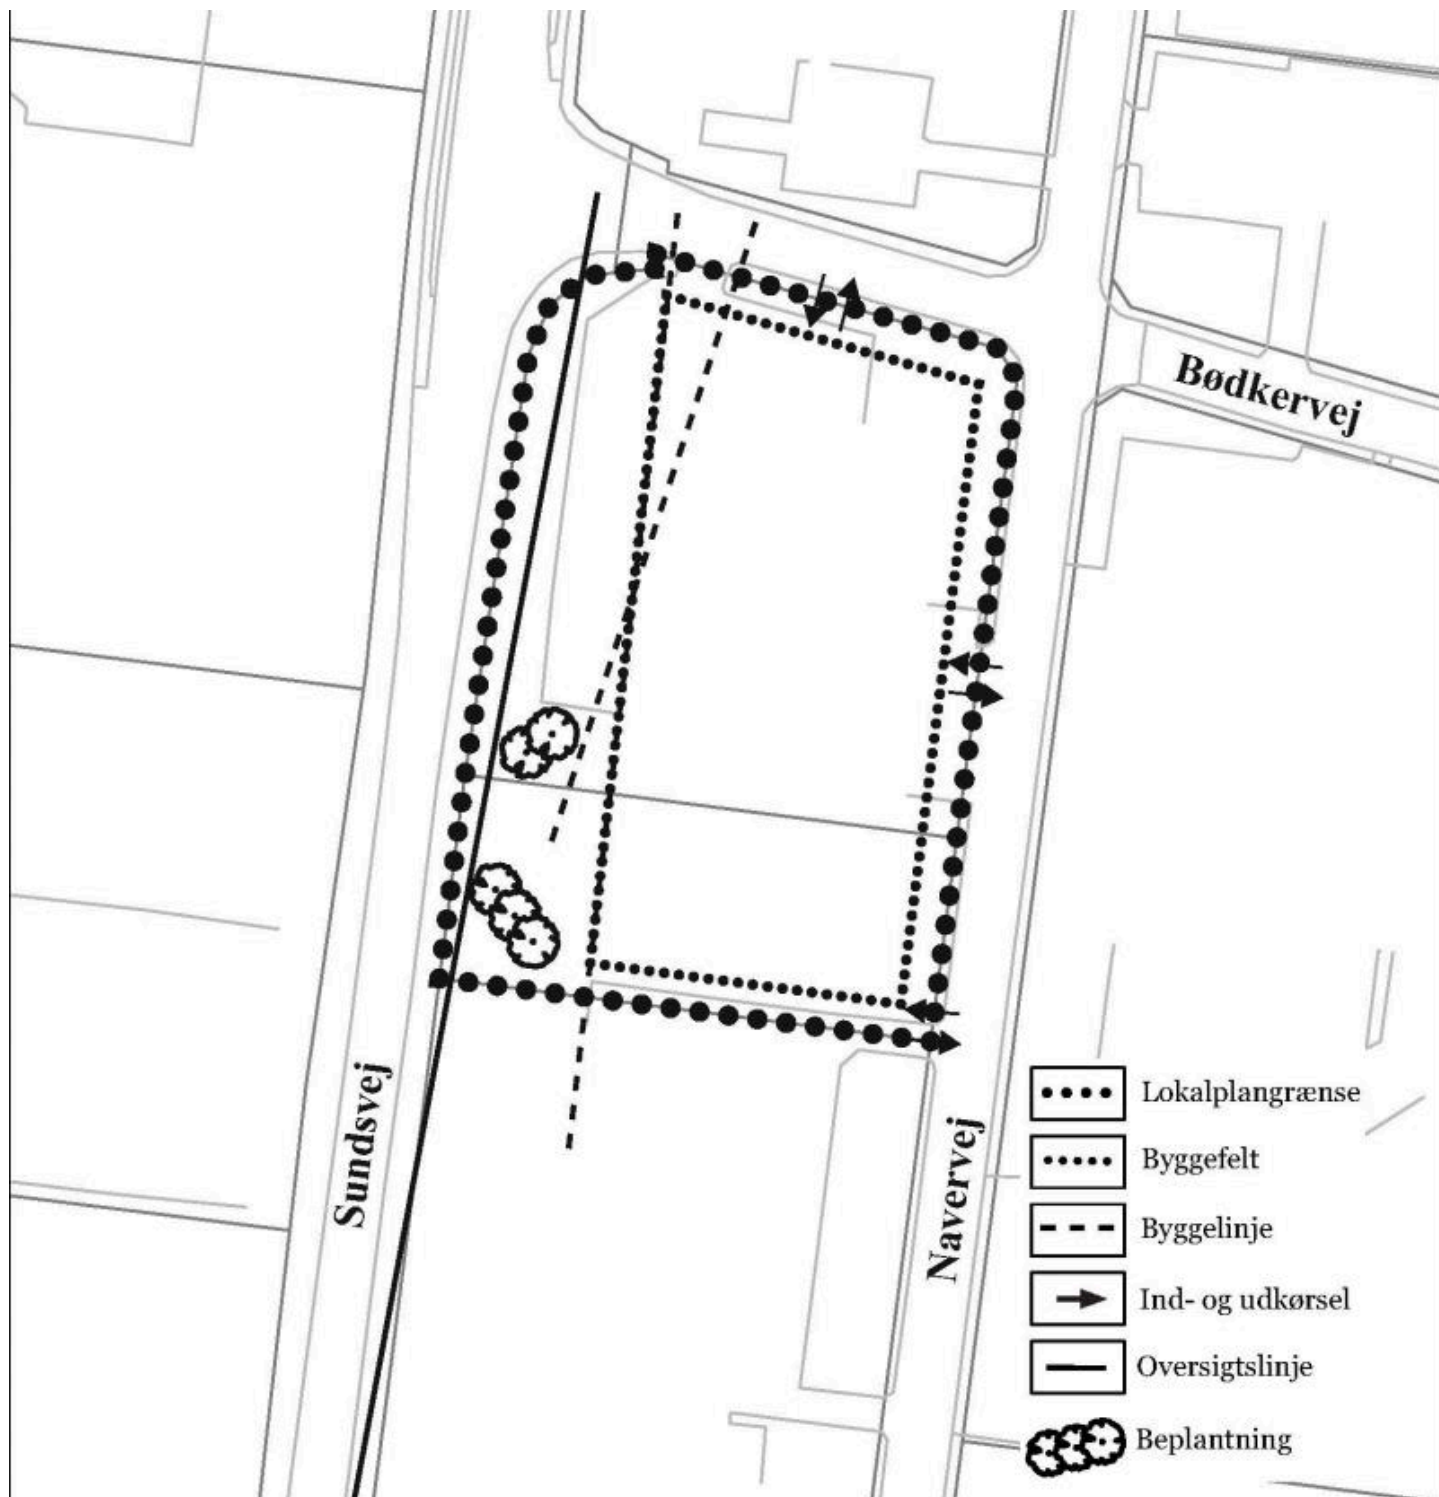 Bødkervej
Sundsvej
Navervej
Lokalplangrænse
Byggefelt
Byggelinje
Ind- og udkørsel
Oversigtslinje
Beplantning